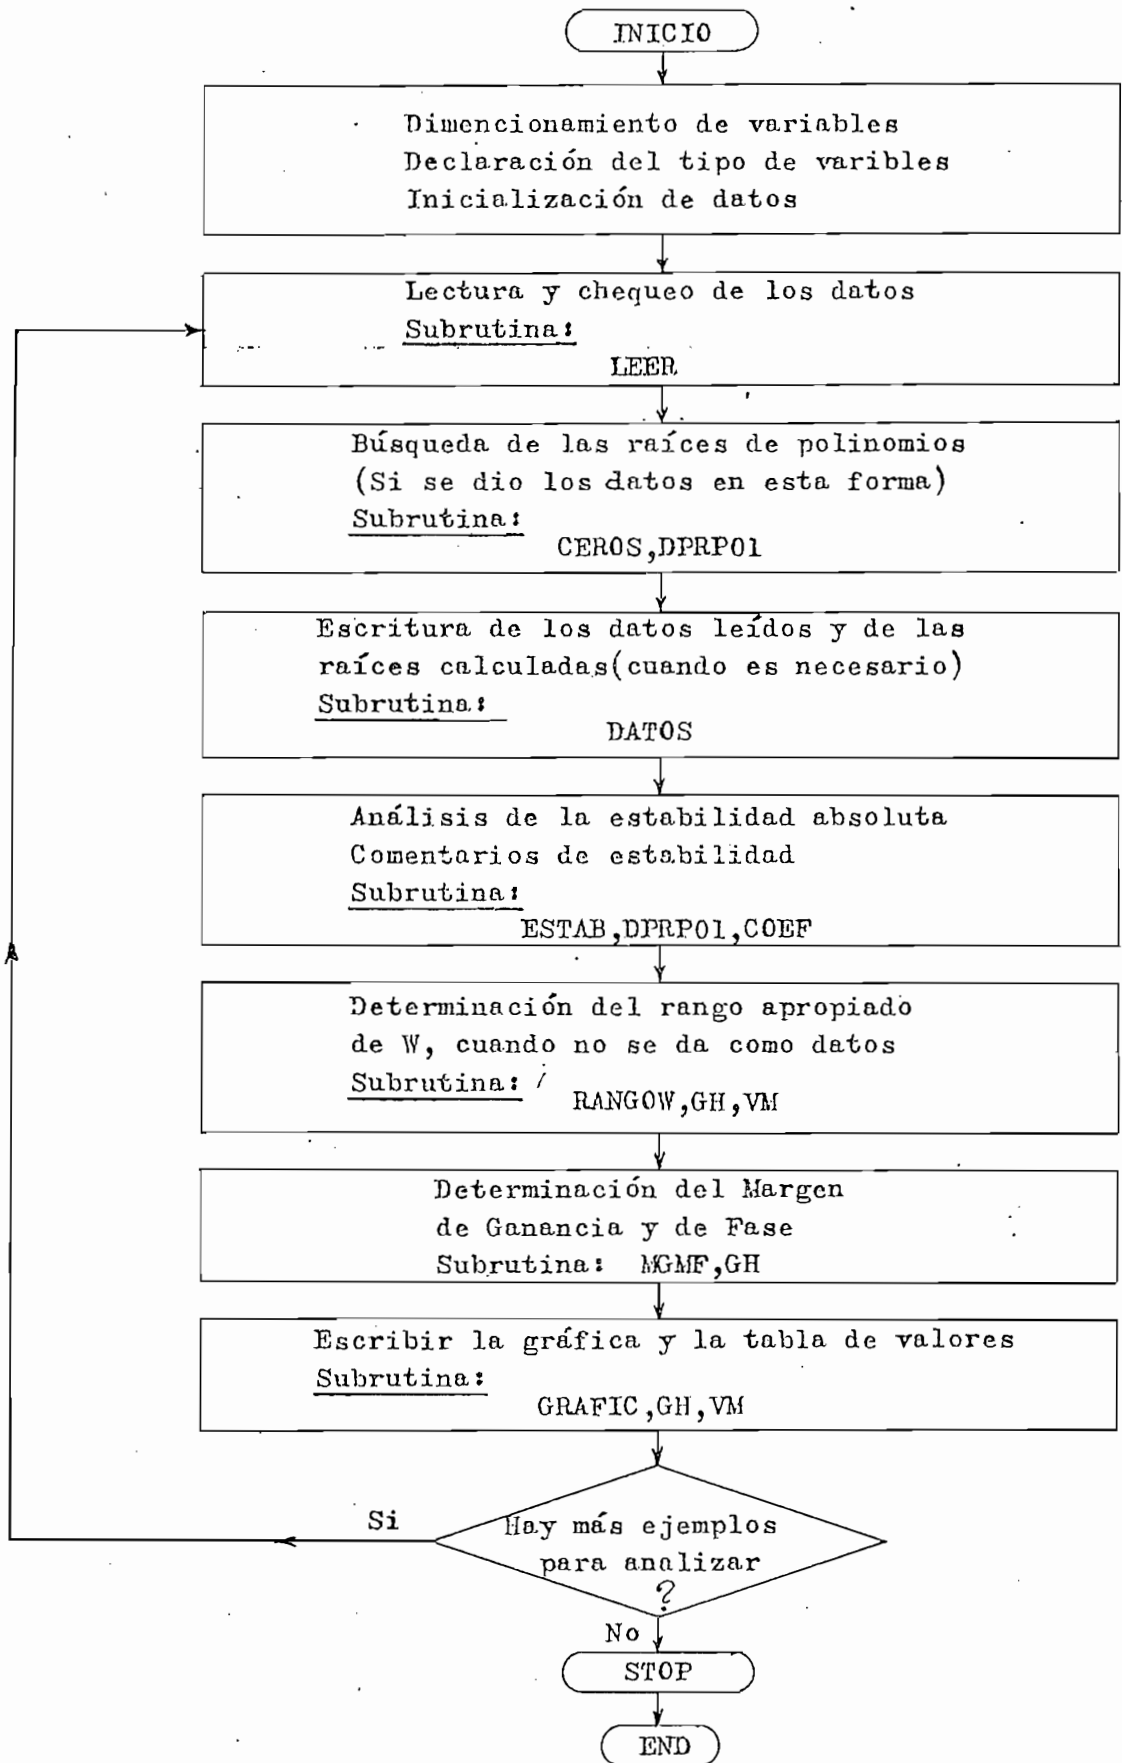 INICIO
Dimencionamiento de variables
Declaración del tipo de varibles
Inicialización de datos
Lectura y chequeo de los datos
Subrutina:
LEER
Búsqueda de las raíces de polinomios
(Si se dio los datos en esta forma)
Subrutina:
CEROS,DPRPO1
Escritura de los datos leídos y de las
raíces calculadas(cuando es necesario)
Subrutina:
DATOS
Análisis de la estabilidad absoluta
Comentarios de estabilidad
Subrutina:
ESTAB,DPRPO1,COEF
Determinación del rango apropiado
de W, cuando no se da como datos
Subrutina:
RANGOW,GH,VM
Determinación del Margen
de Ganancia y de Fase
Subrutina: MGMF,GH
Escribir la gráfica y la tabla de valores
Subrutina:
GRAFIC,GH,VM
Si
Hay más ejemplos
para analizar
?
No
STOP
END